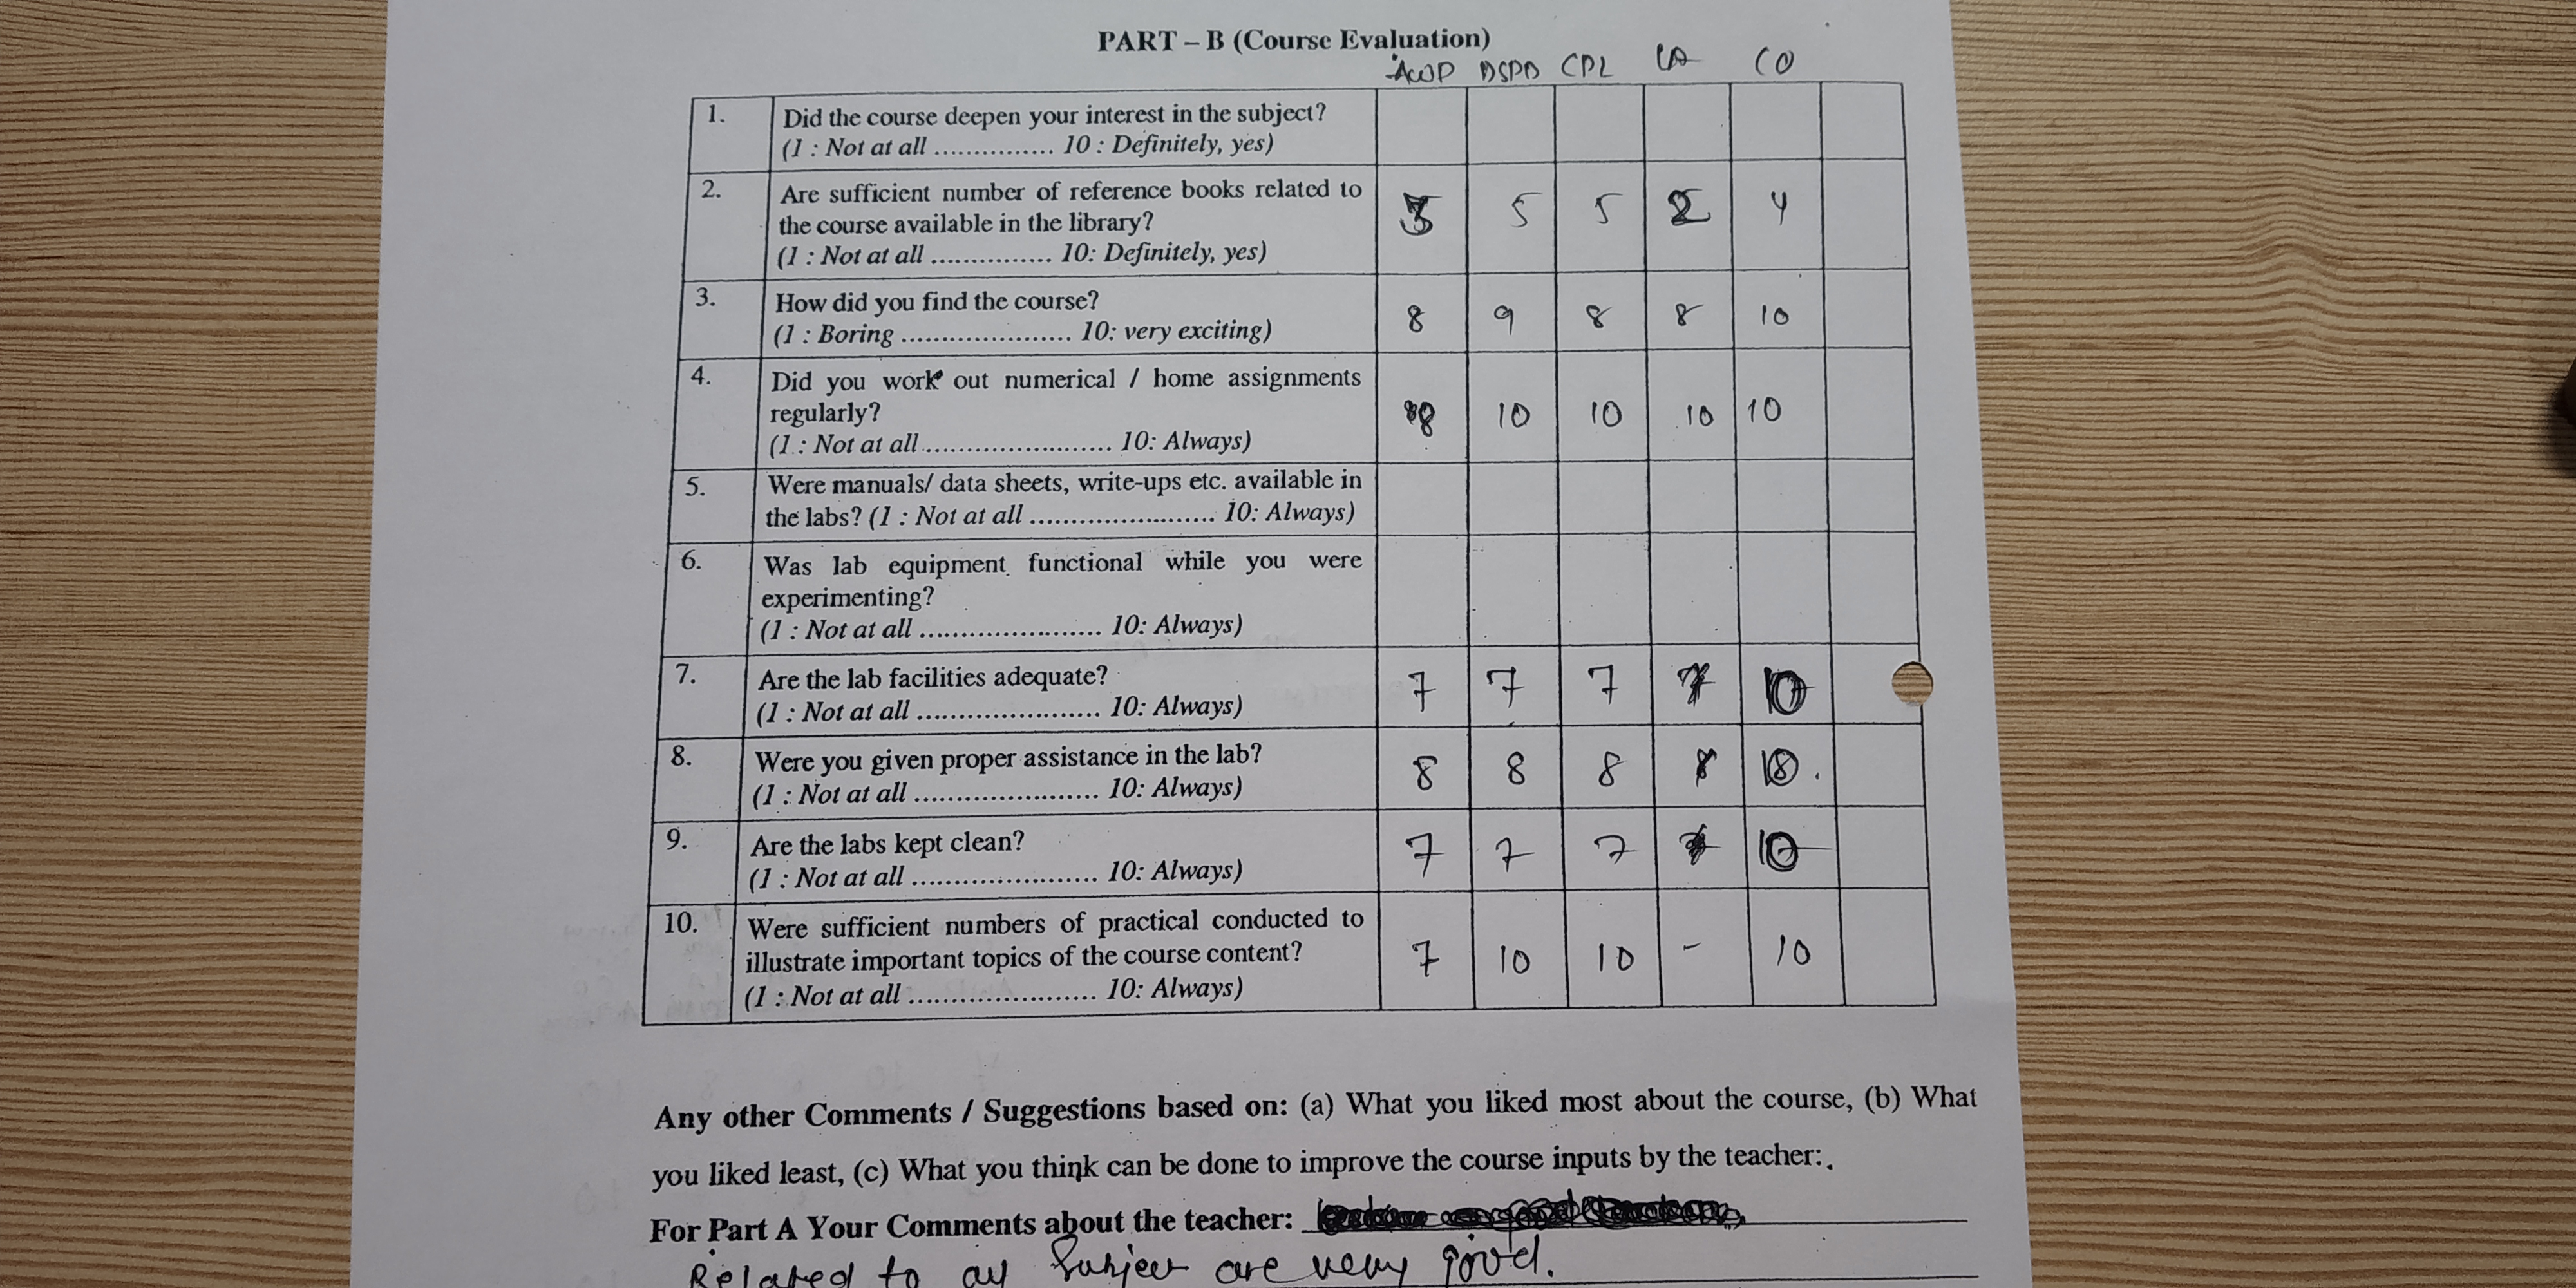 PART – B (Course Evaluation)
AWP DSPD CPL LA CO
1. Did the course deepen your interest in the subject?
(1 : Not at all ............... 10 : Definitely, yes)
2. Are sufficient number of reference books related to
the course available in the library? 5 5 4
(1 : Not at all ............... 10: Definitely, yes)
3. How did you find the course?
(1 : Boring ..................... 10: very exciting) 8 9 8 8 10
4. Did you work out numerical / home assignments
regularly? 8 10 10 10 10
(1 : Not at all ........................ 10: Always)
5. Were manuals/ data sheets, write-ups etc. available in
the labs? (1 : Not at all ....................... 10: Always)
6. Was lab equipment functional while you were
experimenting?
(1 : Not at all ....................... 10: Always)
7. Are the lab facilities adequate? 7 7 7 10
(1 : Not at all ....................... 10: Always)
8. Were you given proper assistance in the lab? 8 8 8 8 10
(1 : Not at all ....................... 10: Always)
9. Are the labs kept clean? 7 7 7 10
(1 : Not at all ....................... 10: Always)
10. Were sufficient numbers of practical conducted to
illustrate important topics of the course content? 7 10 10 - 10
(1 : Not at all ....................... 10: Always)
Any other Comments / Suggestions based on: (a) What you liked most about the course, (b) What
you liked least, (c) What you think can be done to improve the course inputs by the teacher:.
For Part A Your Comments about the teacher:
Related to all Subject are very good.